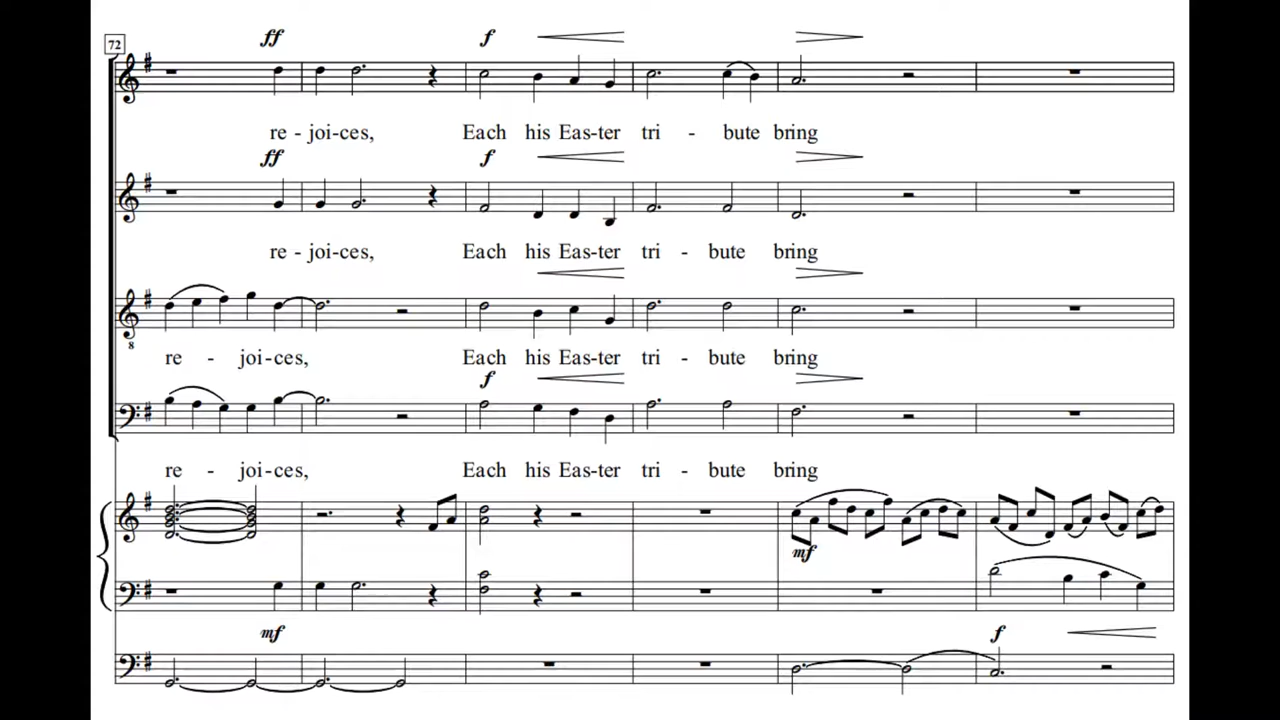 72
ff f
re - joi-ces, Each his Eas-ter tri - bute bring
ff f
re - joi-ces, Each his Eas-ter tri - bute bring
8
re - joi-ces, Each his Eas-ter tri - bute bring
f
re - joi-ces, Each his Eas-ter tri - bute bring
mf
mf f